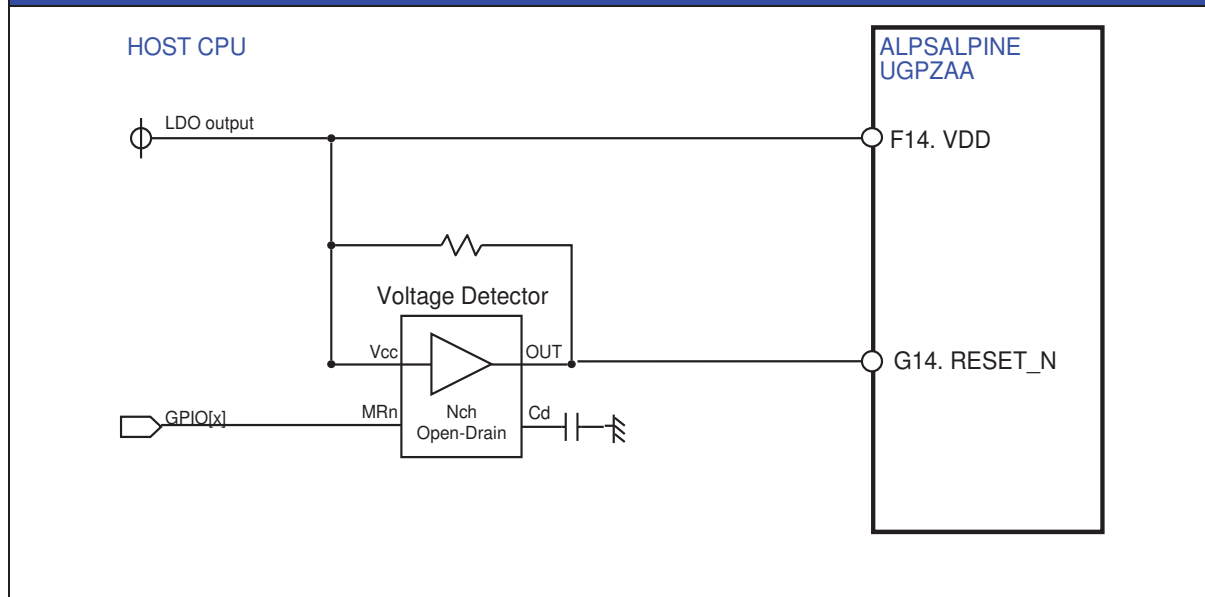 HOST CPU
ALPSALPINE
UGPZAA
LDO output
F14. VDD
Voltage Detector
Vcc
OUT
G14. RESET_N
GPIO[x]
MRn
Nch
Open-Drain
Cd